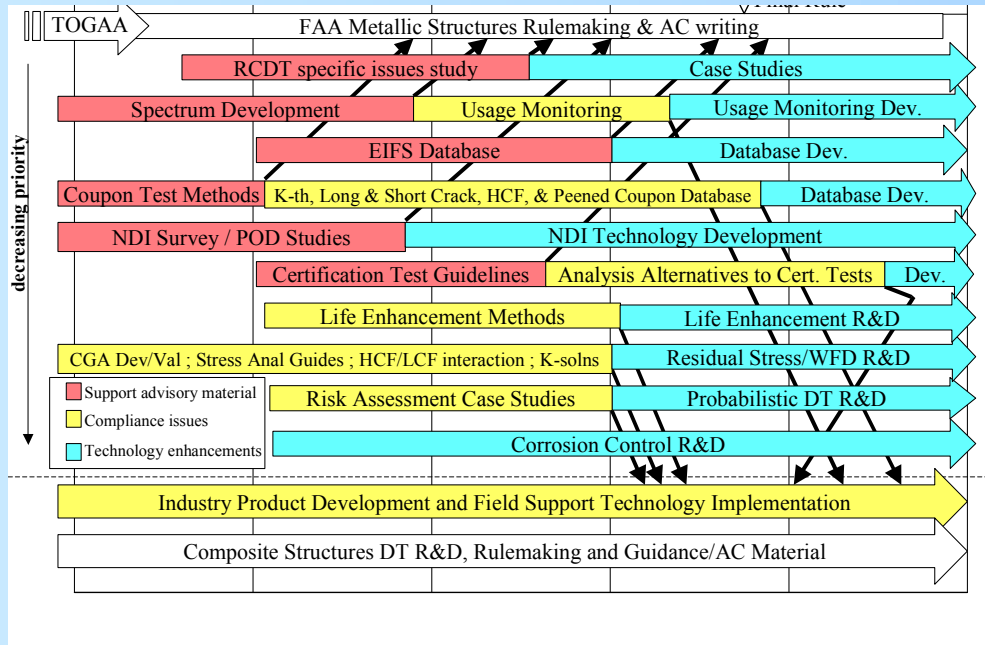 Final Rule
TOGAA
FAA Metallic Structures Rulemaking & AC writing
RCDT specific issues study
Case Studies
Spectrum Development
Usage Monitoring
Usage Monitoring Dev.
EIFS Database
Database Dev.
Coupon Test Methods
K-th, Long & Short Crack, HCF, & Peened Coupon Database
Database Dev.
NDI Survey / POD Studies
NDI Technology Development
Certification Test Guidelines
Analysis Alternatives to Cert. Tests
Dev.
Life Enhancement Methods
Life Enhancement R&D
CGA Dev/Val ; Stress Anal Guides ; HCF/LCF interaction ; K-solns
Residual Stress/WFD R&D
Risk Assessment Case Studies
Probabilistic DT R&D
Corrosion Control R&D
decreasing priority
Support advisory material
Compliance issues
Technology enhancements
Industry Product Development and Field Support Technology Implementation
Composite Structures DT R&D, Rulemaking and Guidance/AC Material